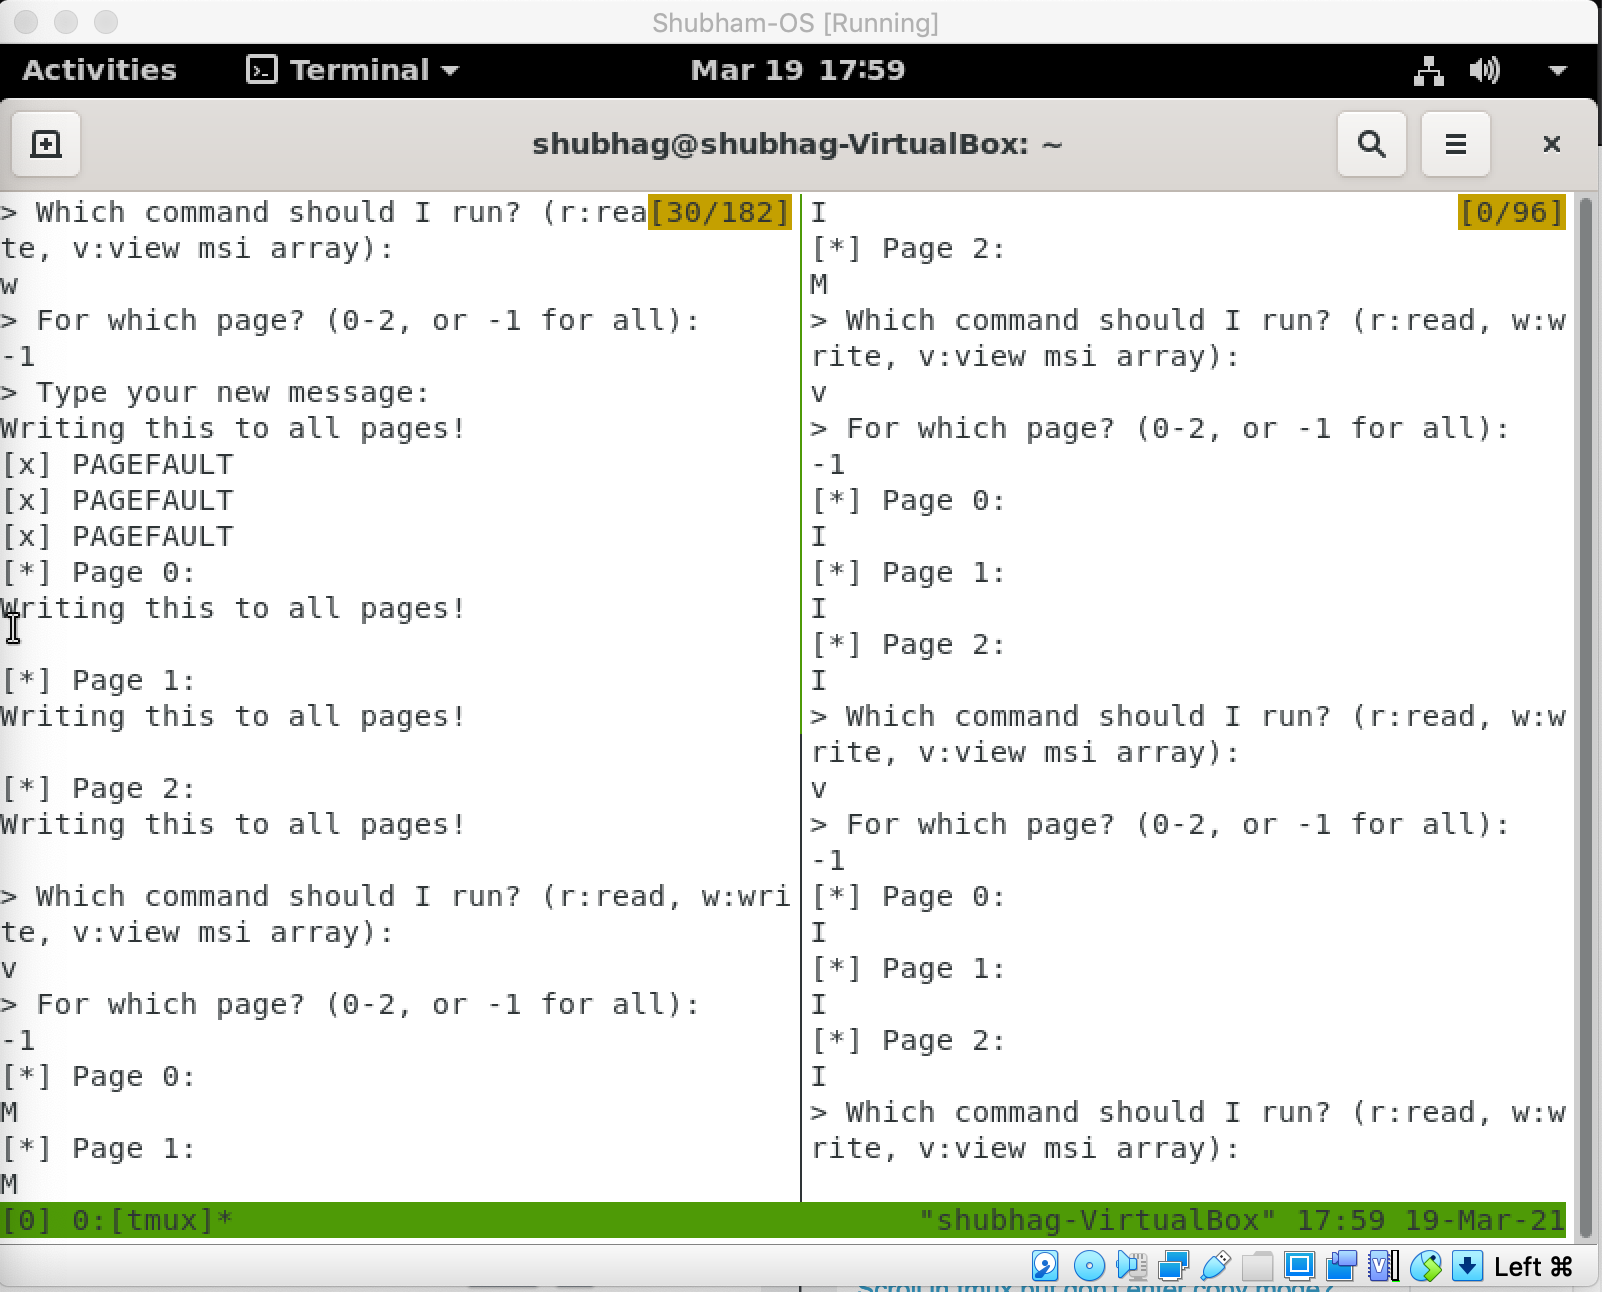 Shubham-OS [Running]
Activities Terminal Mar 19 17:59
shubhag@shubhag-VirtualBox: ~
> Which command should I run? (r:rea[30/182]
te, v:view msi array):
w
> For which page? (0-2, or -1 for all):
-1
> Type your new message:
Writing this to all pages!
[x] PAGEFAULT
[x] PAGEFAULT
[x] PAGEFAULT
[*] Page 0:
Writing this to all pages!
[*] Page 1:
Writing this to all pages!
[*] Page 2:
Writing this to all pages!
> Which command should I run? (r:read, w:wri
te, v:view msi array):
v
> For which page? (0-2, or -1 for all):
-1
[*] Page 0:
M
[*] Page 1:
M
I [0/96]
[*] Page 2:
M
> Which command should I run? (r:read, w:w
rite, v:view msi array):
v
> For which page? (0-2, or -1 for all):
-1
[*] Page 0:
I
[*] Page 1:
I
[*] Page 2:
I
> Which command should I run? (r:read, w:w
rite, v:view msi array):
v
> For which page? (0-2, or -1 for all):
-1
[*] Page 0:
I
[*] Page 1:
I
[*] Page 2:
I
> Which command should I run? (r:read, w:w
rite, v:view msi array):
[0] 0:[tmux]* "shubhag-VirtualBox" 17:59 19-Mar-21
Left ⌘
Scroll in tmux but don't enter copy mode?